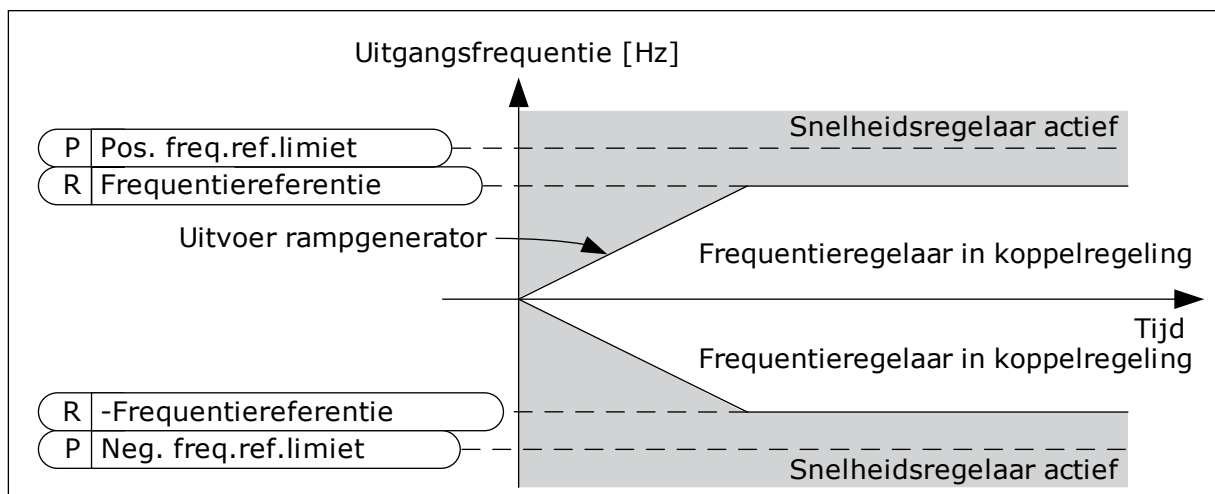 Uitgangsfrequentie [Hz]
Snelheidsregelaar actief
P Pos. freq.ref.limiet
R Frequentiereferentie
Uitvoer rampgenerator
Frequentieregelaar in koppelregeling
Tijd
Frequentieregelaar in koppelregeling
R -Frequentiereferentie
P Neg. freq.ref.limiet
Snelheidsregelaar actief